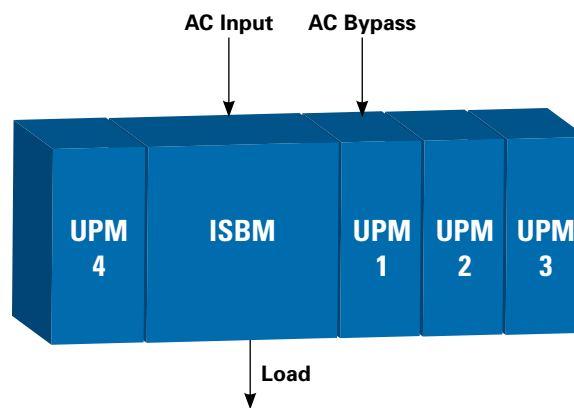 AC Input AC Bypass
UPM
4
ISBM
UPM
1
UPM
2
UPM
3
Load